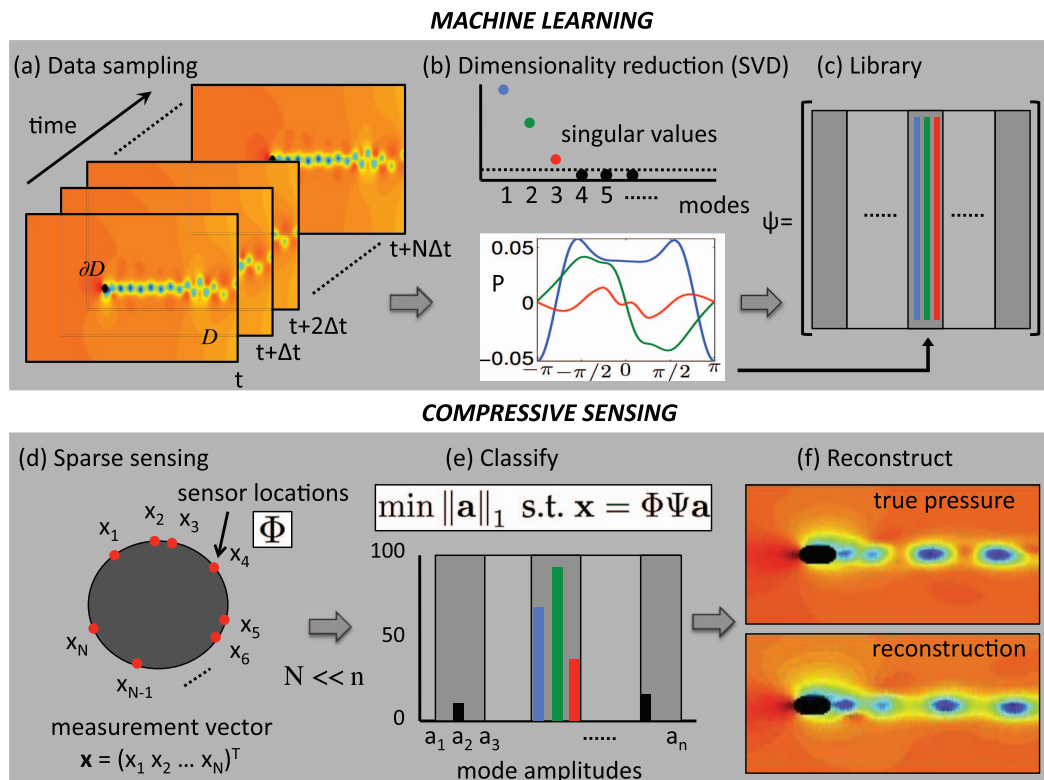 MACHINE LEARNING
(a) Data sampling
time
∂D
D
t
t+Δt
t+2Δt
t+NΔt
(b) Dimensionality reduction (SVD)
singular values
1 2 3 4 5 ......
modes
0.05
P
0
−0.05
−π −π/2 0 π/2 π
(c) Library
ψ=
...... ......
COMPRESSIVE SENSING
(d) Sparse sensing
sensor locations
Φ
x₁ x₂ x₃
x₄
x₅
x₆
x_N
x_N-1
measurement vector
x = (x₁ x₂ ... x_N)ᵀ
N << n
(e) Classify
min ‖a‖₁ s.t. x = ΦΨa
100
50
0
a₁ a₂ a₃ ...... aₙ
mode amplitudes
(f) Reconstruct
true pressure
reconstruction